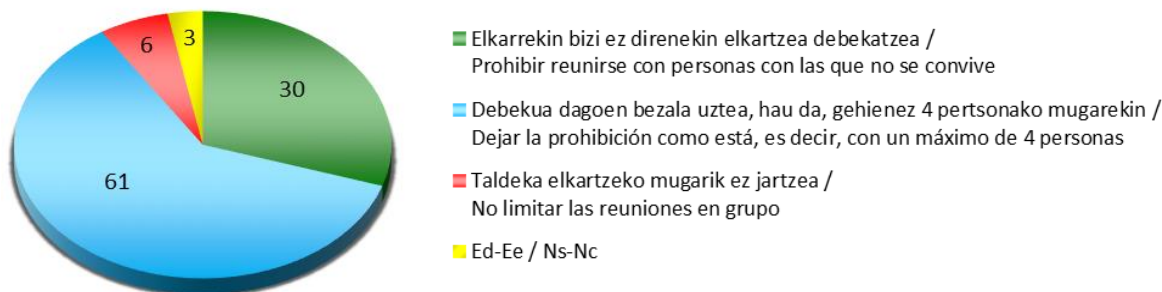 6
3
30
61
Elkarrekin bizi ez direnekin elkartzea debekatzea /
Prohibir reunirse con personas con las que no se convive
Debekua dagoen bezala uztea, hau da, gehienez 4 pertsonako mugarekin /
Dejar la prohibición como está, es decir, con un máximo de 4 personas
Taldeka elkartzeko mugarik ez jartzea /
No limitar las reuniones en grupo
Ed-Ee / Ns-Nc